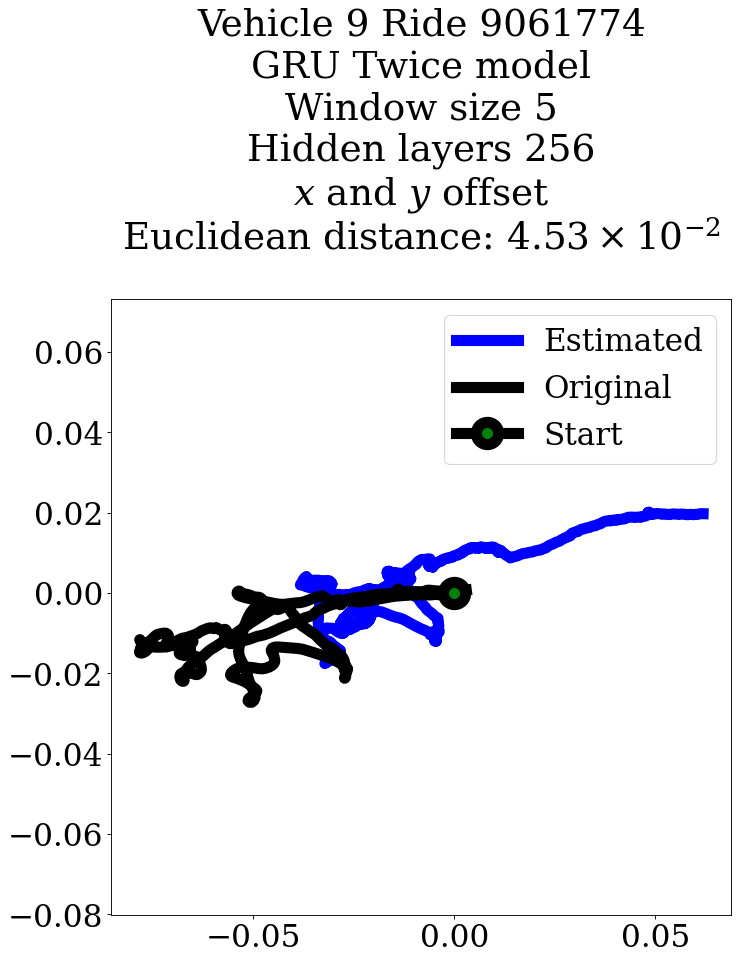 Vehicle 9 Ride 9061774
GRU Twice model
Window size 5
Hidden layers 256
x and y offset
Euclidean distance: 4.53 × 10⁻²
Estimated
Original
Start
0.06
0.04
0.02
0.00
−0.02
−0.04
−0.06
−0.08
−0.05
0.00
0.05